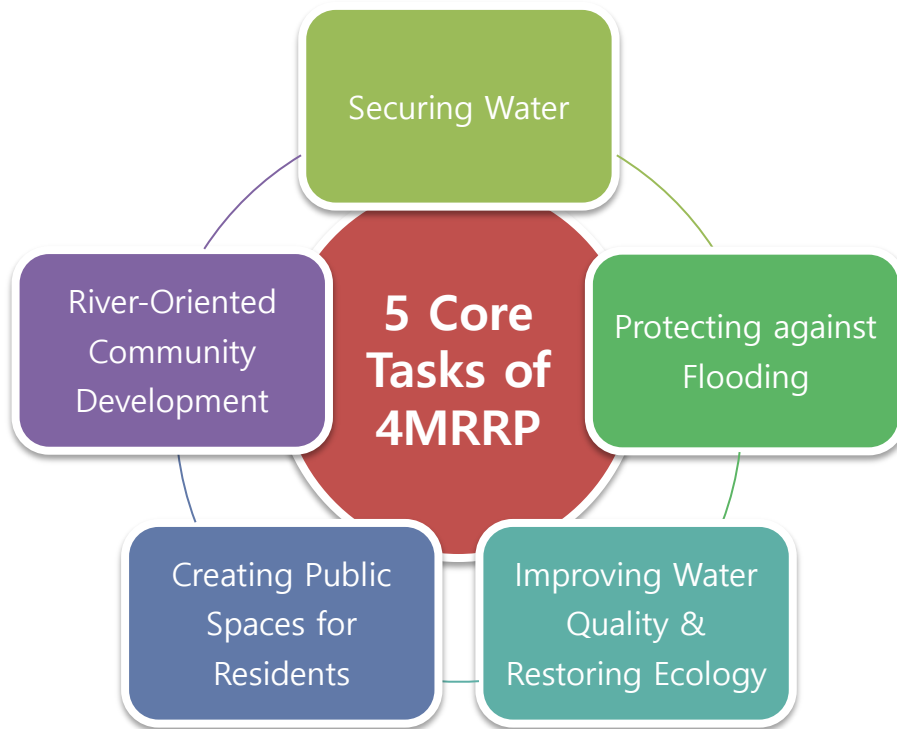 Securing Water
5 Core
Tasks of
4MRRP
Protecting against
Flooding
Improving Water
Quality &
Restoring Ecology
Creating Public
Spaces for
Residents
River-Oriented
Community
Development